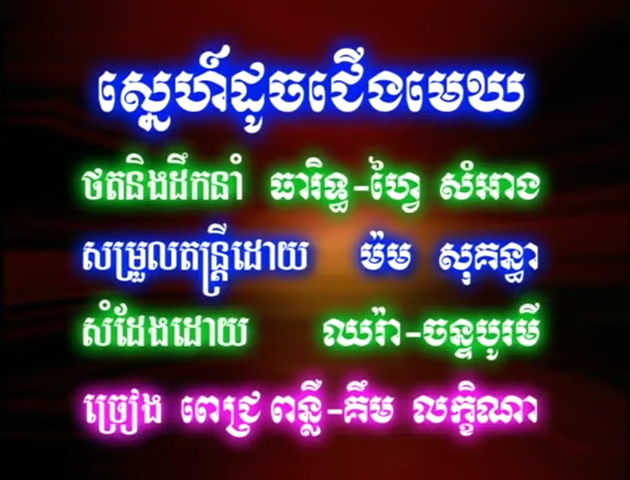 ស្នេហ៍ដូចជើងមេឃ
ថតនិងដឹកនាំ ធារិទ្ធ-ហ្វៃ សំអាង
សម្រួលតន្ត្រីដោយ ម៉ម សុគន្ធា
សំដែងដោយ ឈរ៉ា-ចន្ទបូរមី
ច្រៀង ពេជ្រ ពន្លឺ-គឹម លក្ខិណា